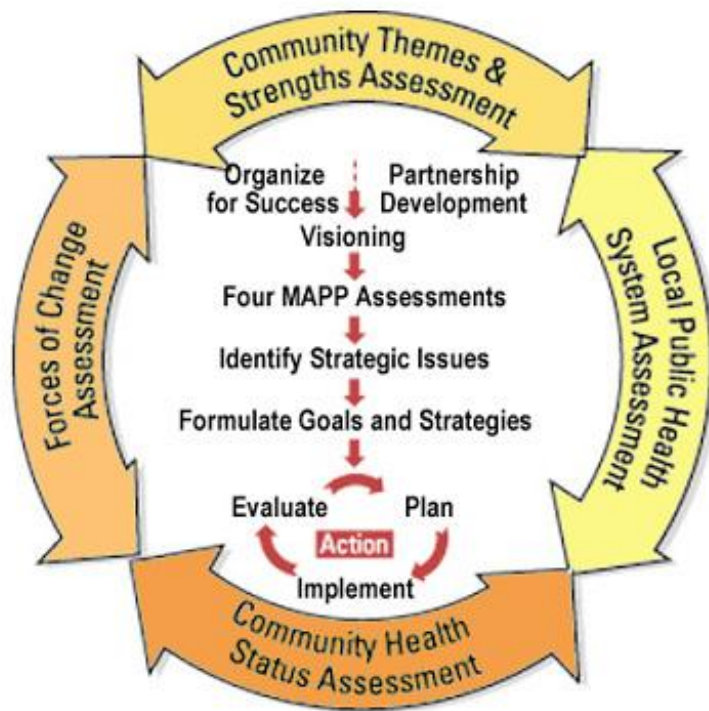 Community Themes &
Strengths Assessment
Organize
for Success
Partnership
Development
Visioning
Four MAPP Assessments
Identify Strategic Issues
Formulate Goals and Strategies
Evaluate
Plan
Action
Implement
Forces of Change
Assessment
Local Public Health
System Assessment
Community Health
Status Assessment